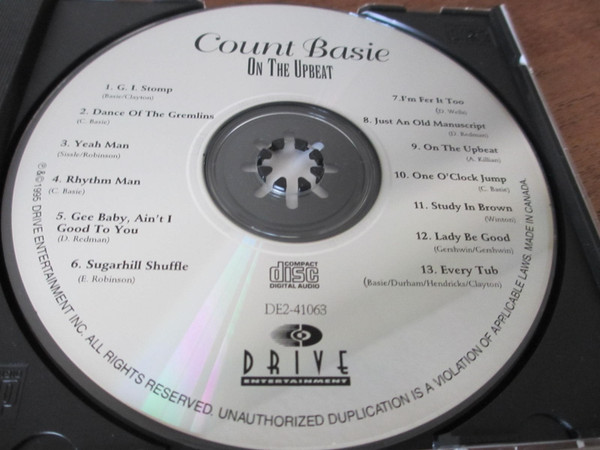 Count Basie
ON THE UPBEAT
1. G. I. Stomp
(Basie/Clayton)
2. Dance Of The Gremlins
(C. Basie)
3. Yeah Man
(Sissle/Robinson)
4. Rhythm Man
(C. Basie)
5. Gee Baby, Ain't I
Good To You
(D. Redman)
6. Sugarhill Shuffle
(E. Robinson)
7. I'm Fer It Too
(D. Wells)
8. Just An Old Manuscript
(D. Redman)
9. On The Upbeat
(A. Killian)
10. One O'Clock Jump
(C. Basie)
11. Study In Brown
12. Lady Be Good
(Gershwin/Gershwin)
13. Every Tub
(Basie/Durham/Hendricks/Clayton)
COMPACT
disc
DIGITAL AUDIO
DE2-41063
DRIVE
ENTERTAINMENT
℗&© 1995 DRIVE ENTERTAINMENT INC. ALL RIGHTS RESERVED. UNAUTHORIZED DUPLICATION IS A VIOLATION OF APPLICABLE LAWS. MADE IN CANADA.